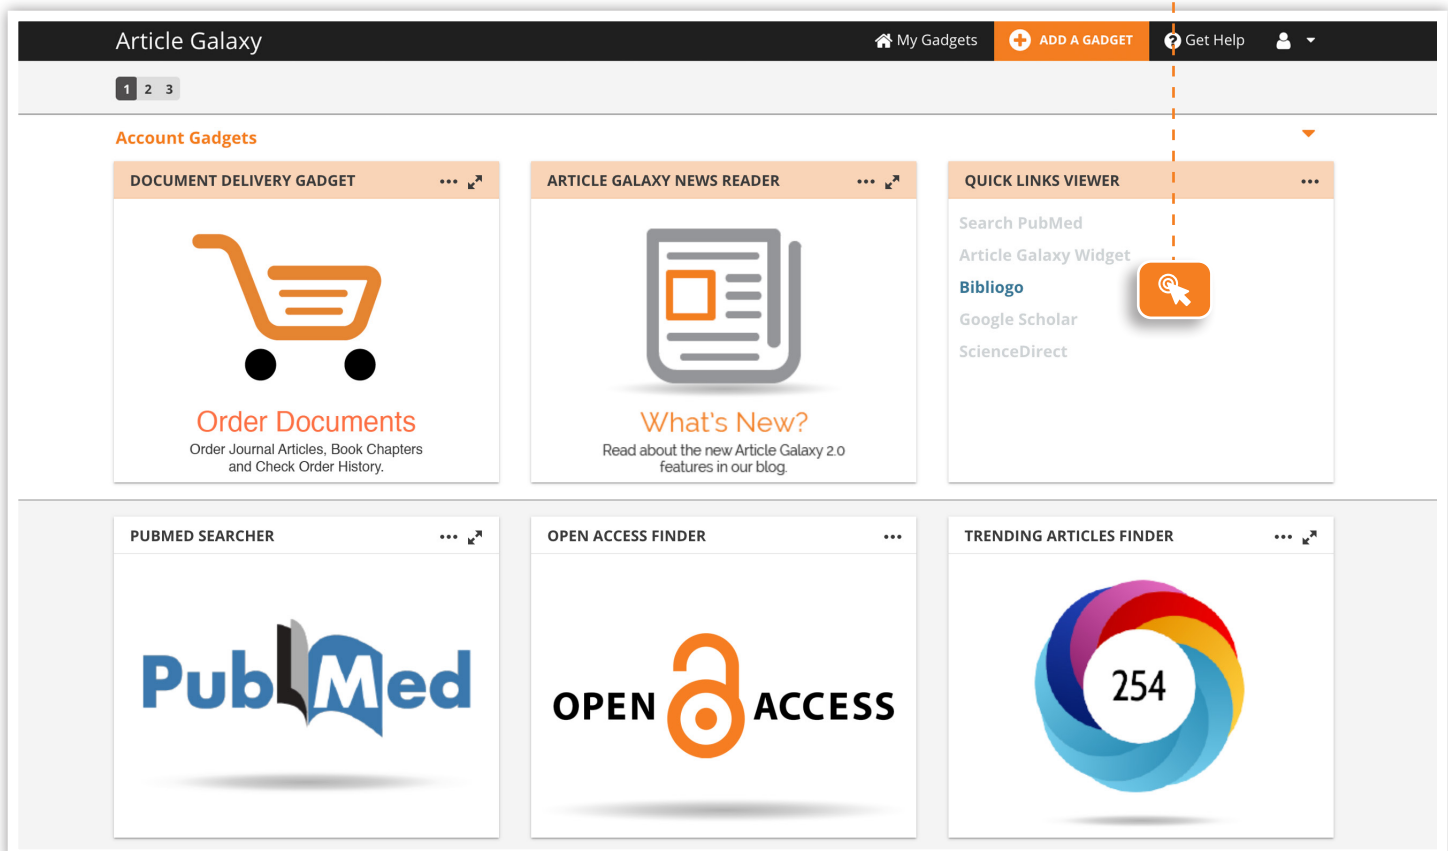 Article Galaxy
My Gadgets
ADD A GADGET
Get Help
1 2 3
Account Gadgets
DOCUMENT DELIVERY GADGET
Order Documents
Order Journal Articles, Book Chapters
and Check Order History.
ARTICLE GALAXY NEWS READER
What's New?
Read about the new Article Galaxy 2.0
features in our blog.
QUICK LINKS VIEWER
Search PubMed
Article Galaxy Widget
Bibliogo
Google Scholar
ScienceDirect
PUBMED SEARCHER
PubMed
OPEN ACCESS FINDER
OPEN ACCESS
TRENDING ARTICLES FINDER
254